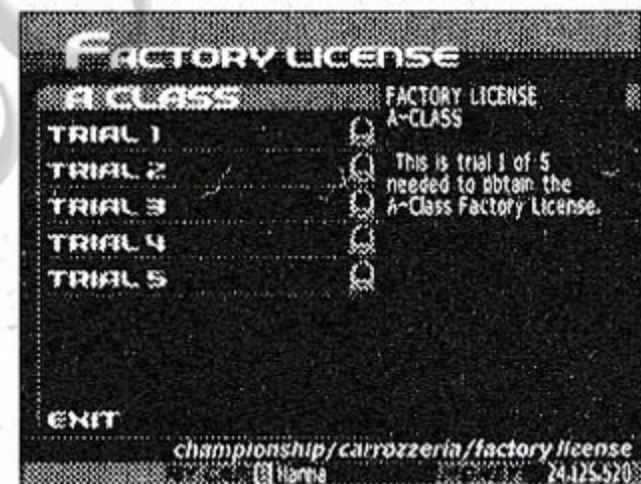 FACTORY LICENSE
A CLASS
TRIAL 1
TRIAL 2
TRIAL 3
TRIAL 4
TRIAL 5
EXIT
FACTORY LICENSE
A-CLASS
This is trial 1 of 5
needed to obtain the
A-Class Factory License.
championship/carrozzeria/factory license
24,125,520